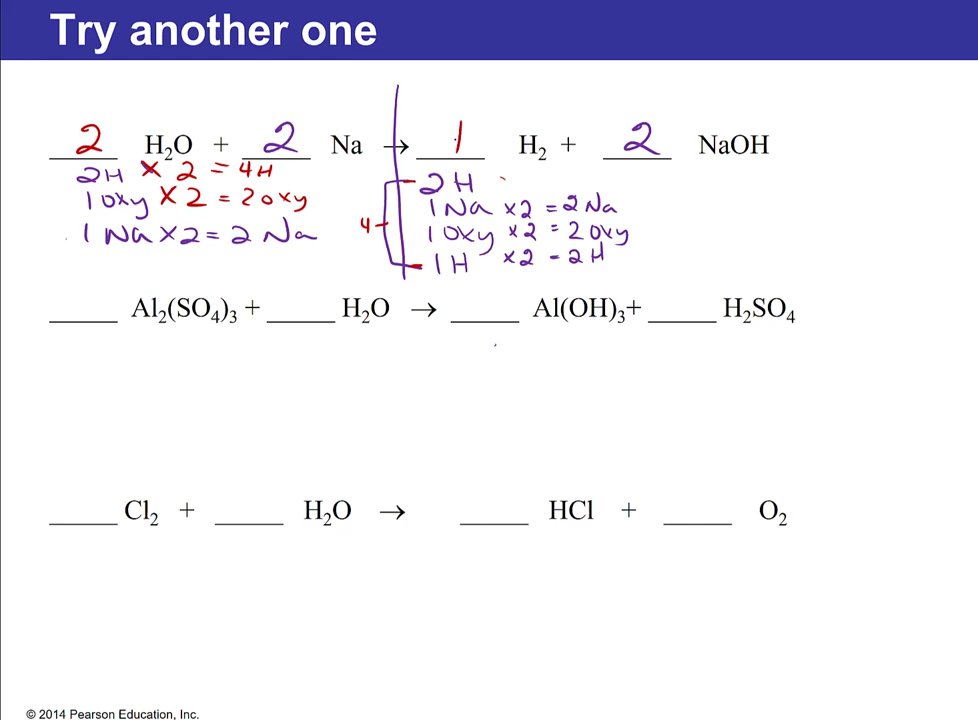 Try another one
2 H₂O + 2 Na → 1 H₂ + 2 NaOH
2H × 2 = 4H
1 oxy × 2 = 2 oxy
1 Na × 2 = 2 Na
4
2 H
1 Na × 2 = 2 Na
1 oxy × 2 = 2 oxy
1 H × 2 = 2 H
_____ Al₂(SO₄)₃ + _____ H₂O → _____ Al(OH)₃+ _____ H₂SO₄
_____ Cl₂ + _____ H₂O → _____ HCl + _____ O₂
© 2014 Pearson Education, Inc.